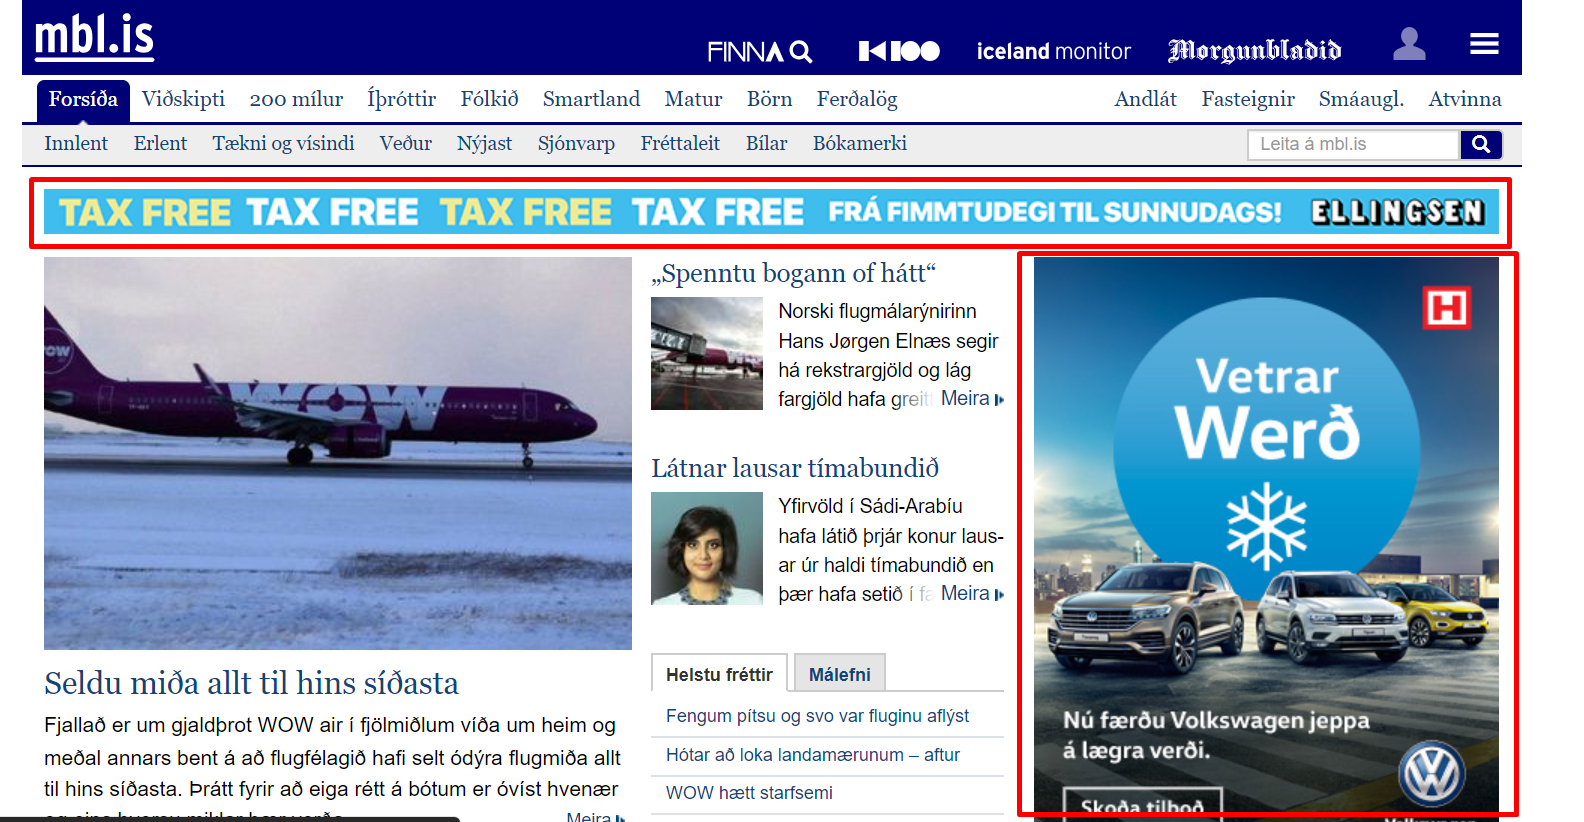 mbl.is
FINNA
K100
iceland monitor
Morgunblaðið
Forsíða Viðskipti 200 mílur Íþróttir Fólkið Smartland Matur Börn Ferðalög Andlát Fasteignir Smáaugl. Atvinna
Innlent Erlent Tækni og vísindi Veður Nýjast Sjónvarp Fréttaleit Bílar Bókamerki Leita á mbl.is
TAX FREE TAX FREE TAX FREE TAX FREE FRÁ FIMMTUDEGI TIL SUNNUDAGS! ELLINGSEN
WOW
WOW
Seldu miða allt til hins síðasta
Fjallað er um gjaldþrot WOW air í fjölmiðlum víða um heim og
meðal annars bent á að flugfélagið hafi selt ódýra flugmiða allt
til hins síðasta. Þrátt fyrir að eiga rétt á bótum er óvíst hvenær
Meira
„Spenntu bogann of hátt“
Norski flugmálarýnirinn
Hans Jørgen Elnæs segir
há rekstrargjöld og lág
fargjöld hafa greitt Meira
Látnar lausar tímabundið
Yfirvöld í Sádi-Arabíu
hafa látið þrjár konur laus-
ar úr haldi tímabundið en
þær hafa setið í fa Meira
Helstu fréttir Málefni
Fengum pítsu og svo var fluginu aflýst
Hótar að loka landamærunum – aftur
WOW hætt starfsemi
H
Vetrar
Werð
Nú færðu Volkswagen jeppa
á lægra verði.
Skoða tilboð
Volkswagen